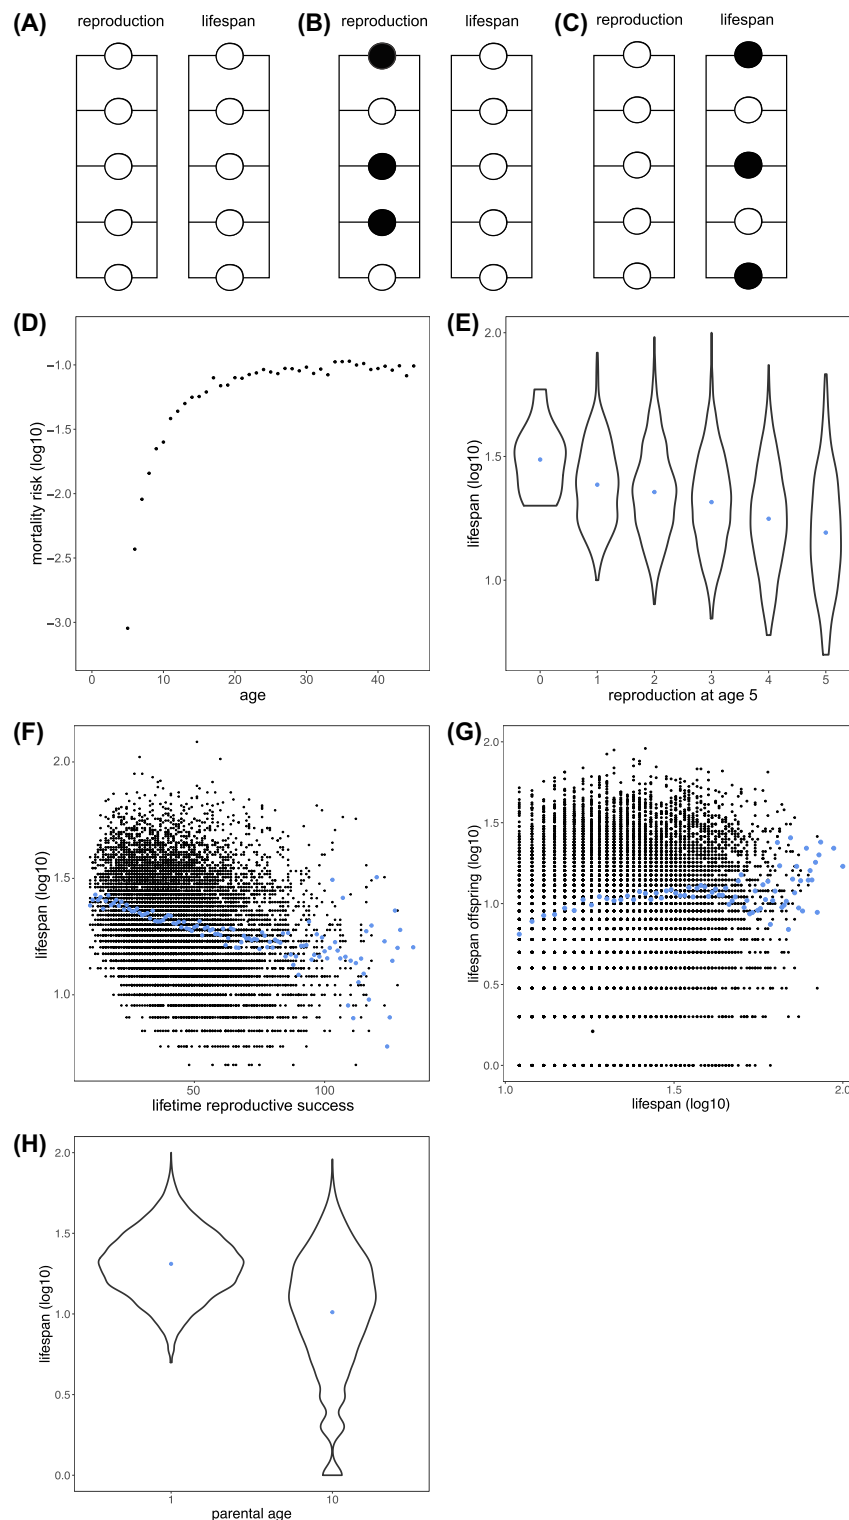 (A) reproduction lifespan (B) reproduction lifespan (C) reproduction lifespan
(D)
mortality risk (log10)
−1.0
−1.5
−2.0
−2.5
−3.0
0 10 20 30 40
age
(E)
lifespan (log10)
2.0
1.5
1.0
0 1 2 3 4 5
reproduction at age 5
(F)
lifespan (log10)
2.0
1.5
1.0
50 100
lifetime reproductive success
(G)
lifespan offspring (log10)
2.0
1.5
1.0
0.5
0.0
1.0 1.5 2.0
lifespan (log10)
(H)
lifespan (log10)
2.0
1.5
1.0
0.5
0.0
1 10
parental age